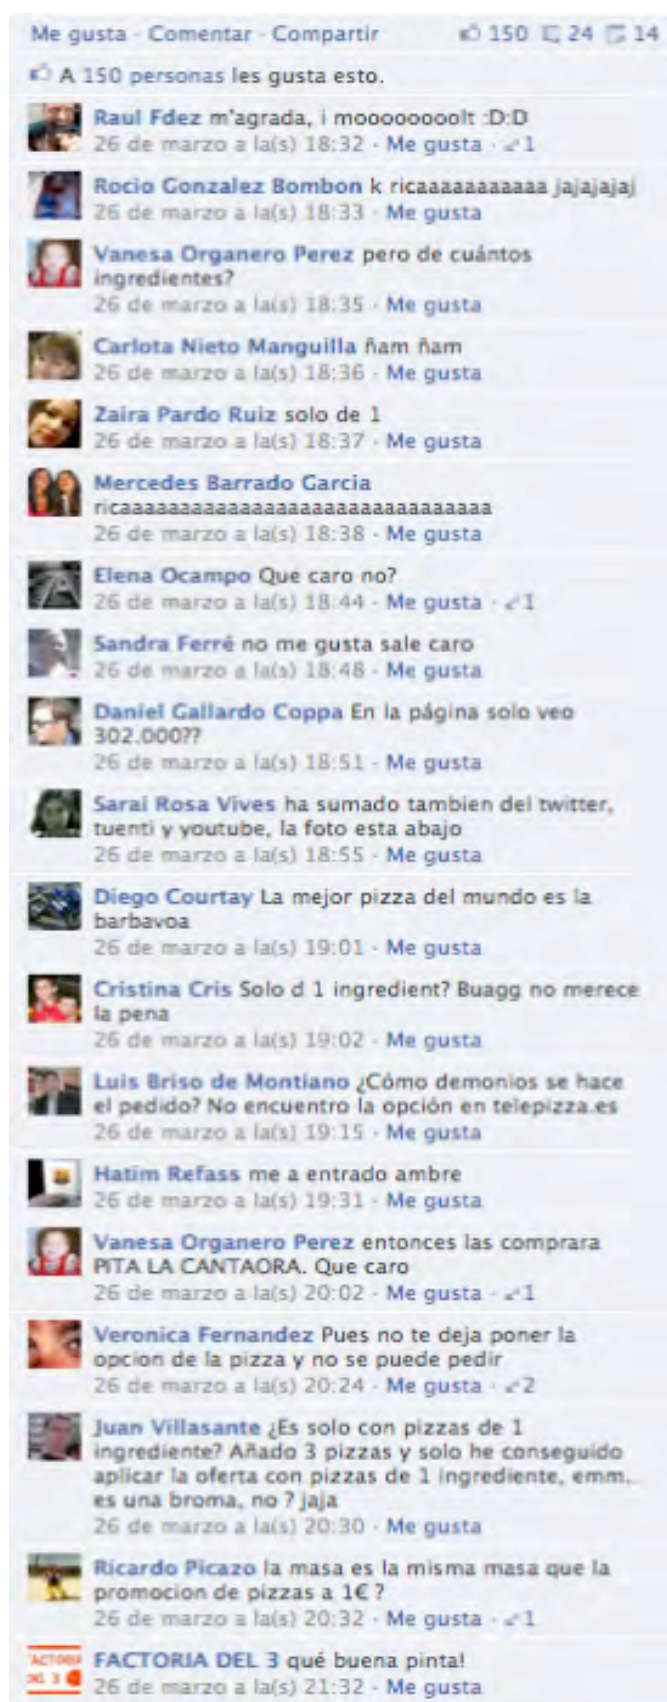 Me gusta · Comentar · Compartir 150 24 14
A 150 personas les gusta esto.
Raul Fdez m'agrada, i mooooooooolt :D:D
26 de marzo a la(s) 18:32 · Me gusta · 1
Rocio Gonzalez Bombon k ricaaaaaaaaaaa jajajajaj
26 de marzo a la(s) 18:33 · Me gusta
Vanesa Organero Perez pero de cuántos
ingredientes?
26 de marzo a la(s) 18:35 · Me gusta
Carlota Nieto Manguilla ñam ñam
26 de marzo a la(s) 18:36 · Me gusta
Zaira Pardo Ruiz solo de 1
26 de marzo a la(s) 18:37 · Me gusta
Mercedes Barrado Garcia
ricaaaaaaaaaaaaaaaaaaaaaaaaaaaaaaa
26 de marzo a la(s) 18:38 · Me gusta
Elena Ocampo Que caro no?
26 de marzo a la(s) 18:44 · Me gusta · 1
Sandra Ferré no me gusta sale caro
26 de marzo a la(s) 18:48 · Me gusta
Daniel Gallardo Coppa En la página solo veo
302.000??
26 de marzo a la(s) 18:51 · Me gusta
Sarai Rosa Vives ha sumado tambien del twitter,
tuenti y youtube, la foto esta abajo
26 de marzo a la(s) 18:55 · Me gusta
Diego Courtay La mejor pizza del mundo es la
barbavoa
26 de marzo a la(s) 19:01 · Me gusta
Cristina Cris Solo d 1 ingredient? Buagg no merece
la pena
26 de marzo a la(s) 19:02 · Me gusta
Luis Briso de Montiano ¿Cómo demonios se hace
el pedido? No encuentro la opción en telepizza.es
26 de marzo a la(s) 19:15 · Me gusta
Hatim Refass me a entrado ambre
26 de marzo a la(s) 19:31 · Me gusta
Vanesa Organero Perez entonces las comprara
PITA LA CANTAORA. Que caro
26 de marzo a la(s) 20:02 · Me gusta · 1
Veronica Fernandez Pues no te deja poner la
opcion de la pizza y no se puede pedir
26 de marzo a la(s) 20:24 · Me gusta · 2
Juan Villasante ¿Es solo con pizzas de 1
ingrediente? Añado 3 pizzas y solo he conseguido
aplicar la oferta con pizzas de 1 ingrediente, emm..
es una broma, no ? jaja
26 de marzo a la(s) 20:30 · Me gusta
Ricardo Picazo la masa es la misma masa que la
promocion de pizzas a 1€ ?
26 de marzo a la(s) 20:32 · Me gusta · 1
FACTORIA DEL 3 qué buena pinta!
26 de marzo a la(s) 21:32 · Me gusta